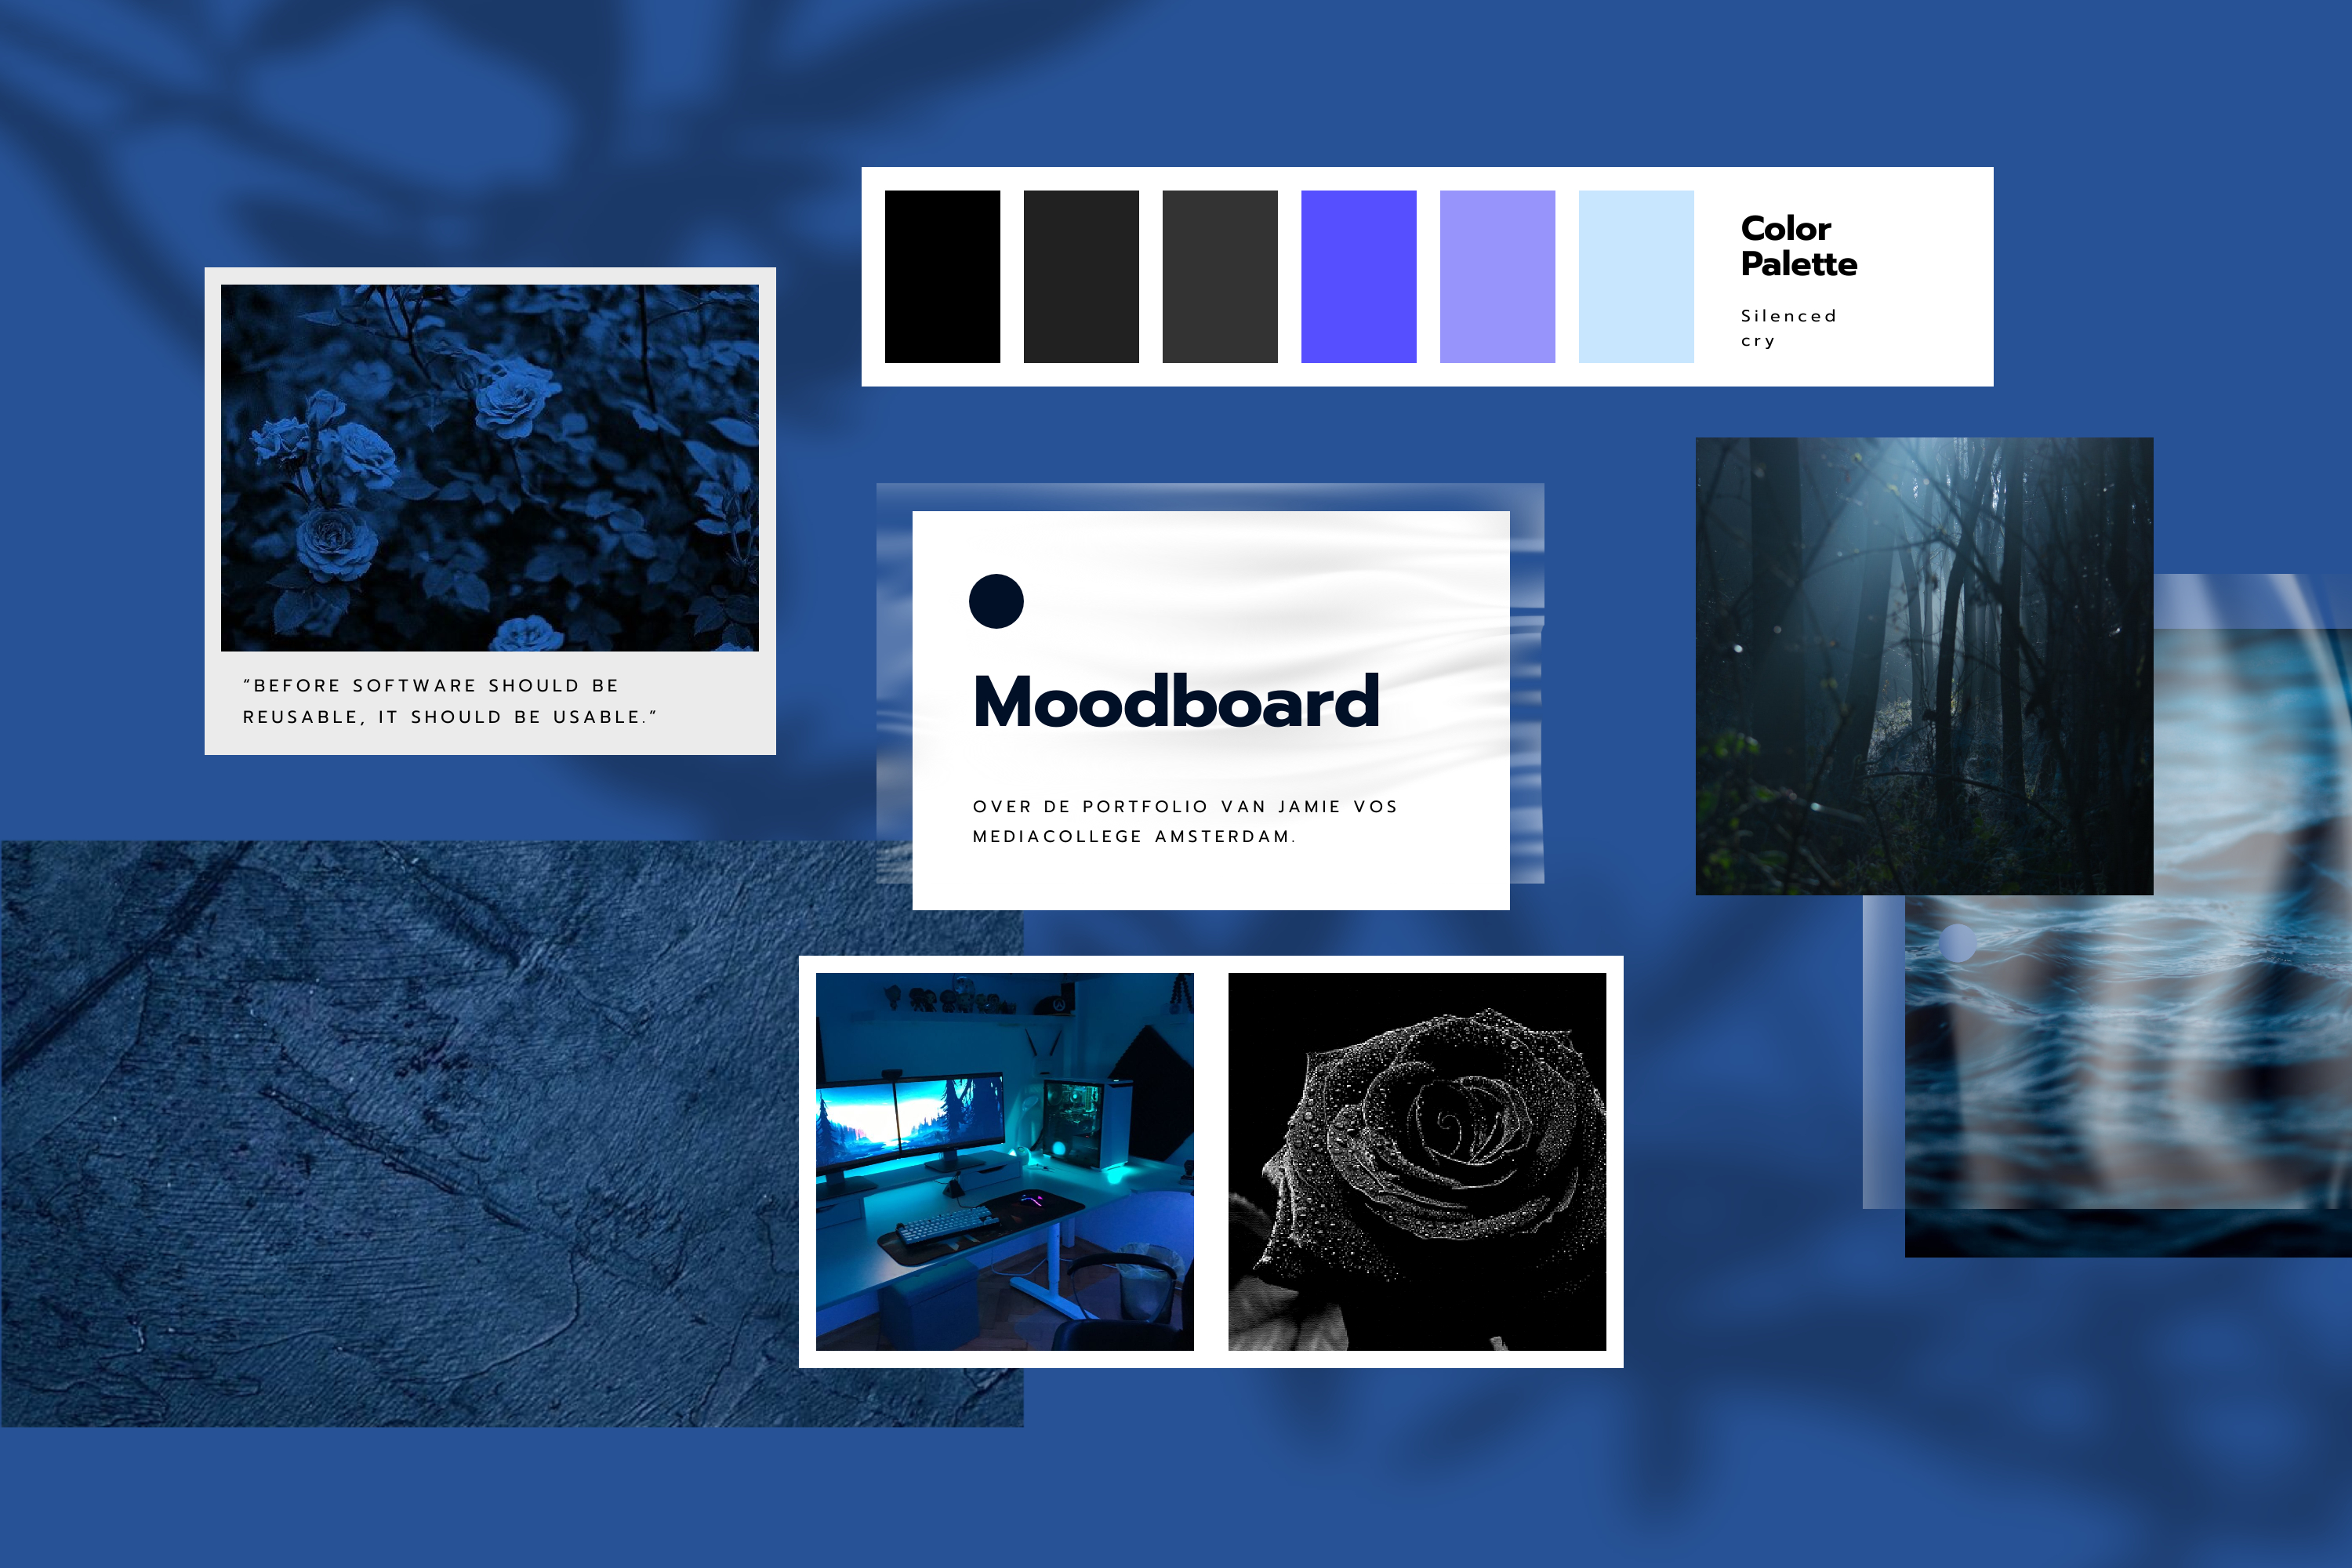 Color
Palette
Silenced
cry
“BEFORE SOFTWARE SHOULD BE
REUSABLE, IT SHOULD BE USABLE.”
Moodboard
OVER DE PORTFOLIO VAN JAMIE VOS
MEDIACOLLEGE AMSTERDAM.